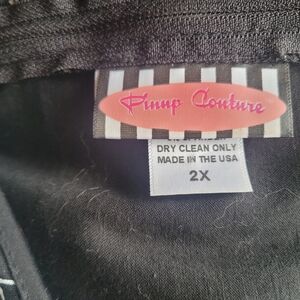 Pinup Couture
DRY CLEAN ONLY
MADE IN THE USA
2X